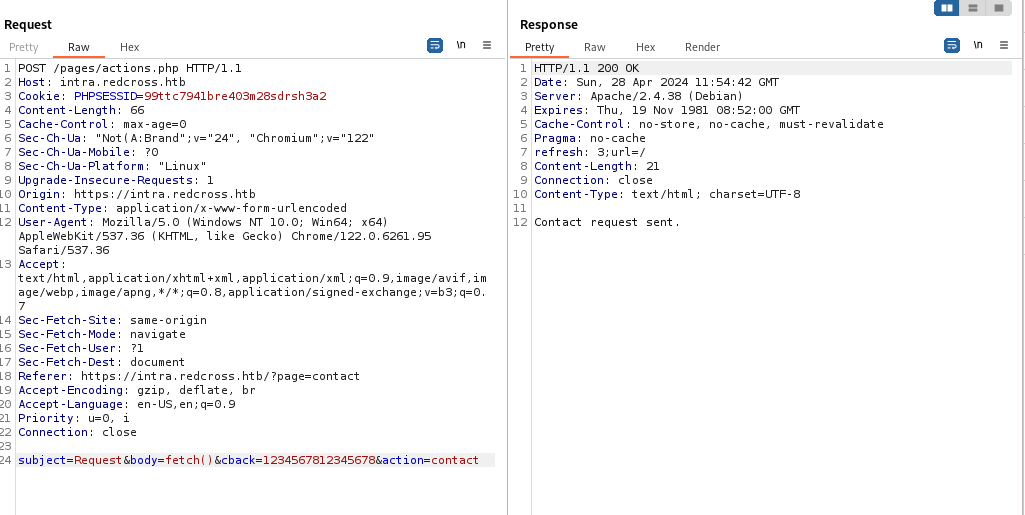 Request
Pretty Raw Hex \n
1 POST /pages/actions.php HTTP/1.1
2 Host: intra.redcross.htb
3 Cookie: PHPSESSID=99ttc7941bre403m28sdrsh3a2
4 Content-Length: 66
5 Cache-Control: max-age=0
6 Sec-Ch-Ua: "Not(A:Brand";v="24", "Chromium";v="122"
7 Sec-Ch-Ua-Mobile: ?0
8 Sec-Ch-Ua-Platform: "Linux"
9 Upgrade-Insecure-Requests: 1
10 Origin: https://intra.redcross.htb
11 Content-Type: application/x-www-form-urlencoded
12 User-Agent: Mozilla/5.0 (Windows NT 10.0; Win64; x64)
AppleWebKit/537.36 (KHTML, like Gecko) Chrome/122.0.6261.95
Safari/537.36
13 Accept:
text/html,application/xhtml+xml,application/xml;q=0.9,image/avif,im
age/webp,image/apng,*/*;q=0.8,application/signed-exchange;v=b3;q=0.
7
14 Sec-Fetch-Site: same-origin
15 Sec-Fetch-Mode: navigate
16 Sec-Fetch-User: ?1
17 Sec-Fetch-Dest: document
18 Referer: https://intra.redcross.htb/?page=contact
19 Accept-Encoding: gzip, deflate, br
20 Accept-Language: en-US,en;q=0.9
21 Priority: u=0, i
22 Connection: close
23
24 subject=Request&body=fetch()&cback=1234567812345678&action=contact
Response
Pretty Raw Hex Render \n
1 HTTP/1.1 200 OK
2 Date: Sun, 28 Apr 2024 11:54:42 GMT
3 Server: Apache/2.4.38 (Debian)
4 Expires: Thu, 19 Nov 1981 08:52:00 GMT
5 Cache-Control: no-store, no-cache, must-revalidate
6 Pragma: no-cache
7 refresh: 3;url=/
8 Content-Length: 21
9 Connection: close
10 Content-Type: text/html; charset=UTF-8
11
12 Contact request sent.